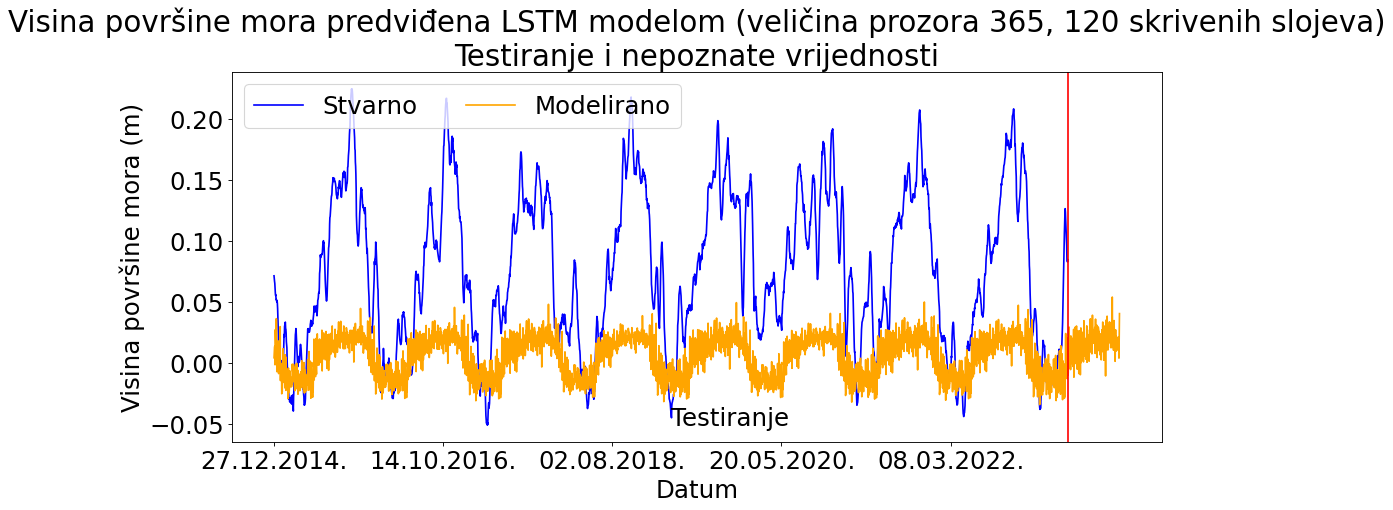 Visina površine mora predviđena LSTM modelom (veličina prozora 365, 120 skrivenih slojeva)
Testiranje i nepoznate vrijednosti
Stvarno Modelirano
Visina površine mora (m)
0.20
0.15
0.10
0.05
0.00
−0.05
Testiranje
27.12.2014. 14.10.2016. 02.08.2018. 20.05.2020. 08.03.2022.
Datum